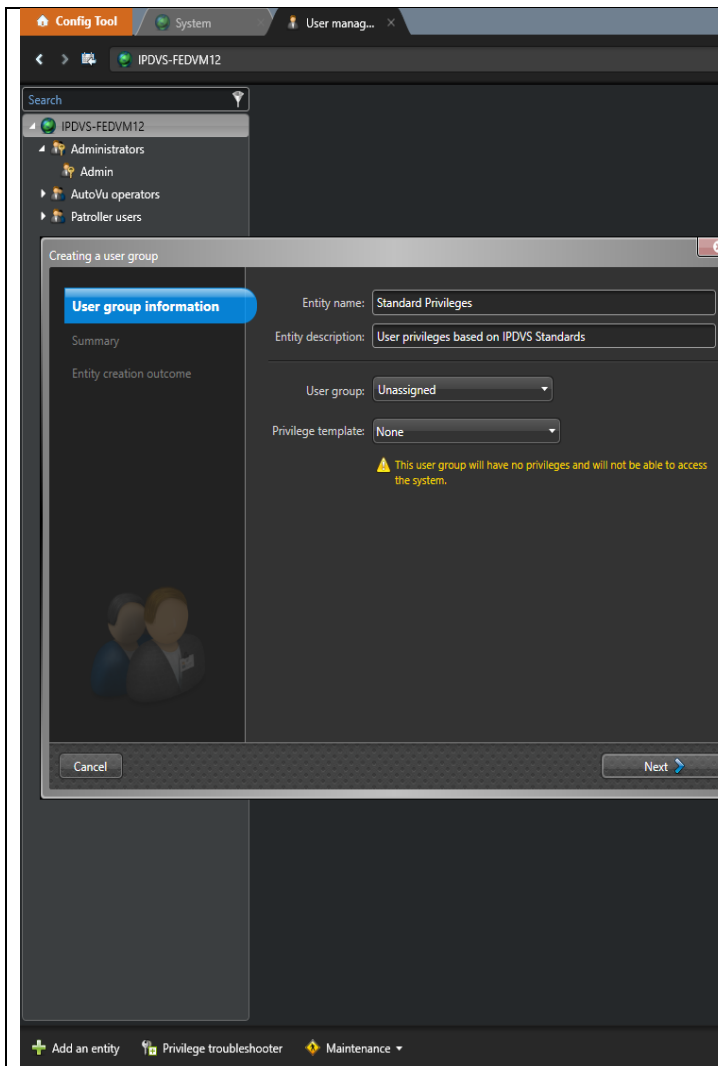 Config Tool
System
User manag...
IPDVS-FEDVM12
Search
IPDVS-FEDVM12
Administrators
Admin
AutoVu operators
Patroller users
Creating a user group
User group information
Summary
Entity creation outcome
Entity name: Standard Privileges
Entity description: User privileges based on IPDVS Standards
User group: Unassigned
Privilege template: None
This user group will have no privileges and will not be able to access
the system.
Cancel
Next
Add an entity
Privilege troubleshooter
Maintenance